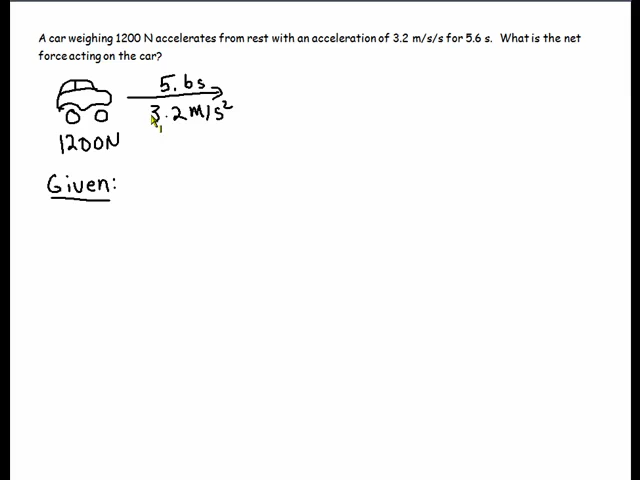 A car weighing 1200 N accelerates from rest with an acceleration of 3.2 m/s/s for 5.6 s. What is the net
force acting on the car?
5.6s
3.2m/s²
1200N
Given: